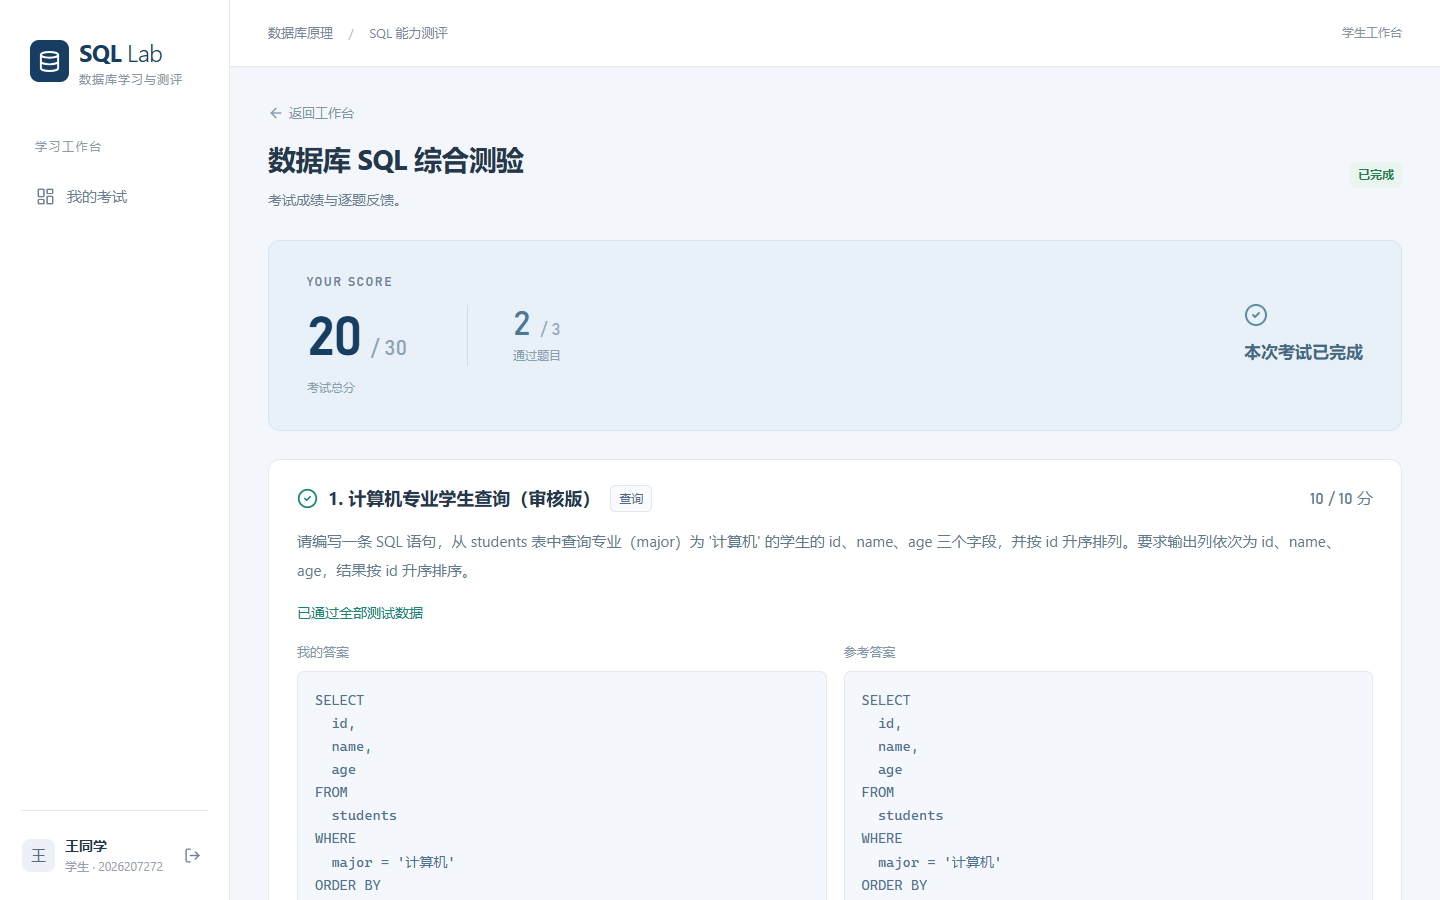 SQL Lab
数据库学习与测评
学习工作台
我的考试
王
王同学
学生 · 2026207272
数据库原理 / SQL 能力测评
学生工作台
← 返回工作台
数据库 SQL 综合测验
考试成绩与逐题反馈。
已完成
YOUR SCORE
20 / 30
考试总分
2 / 3
通过题目
本次考试已完成
1. 计算机专业学生查询（审核版）
查询
10 / 10 分
请编写一条 SQL 语句，从 students 表中查询专业（major）为 '计算机' 的学生的 id、name、age 三个字段，并按 id 升序排列。要求输出列依次为 id、name、
age，结果按 id 升序排序。
已通过全部测试数据
我的答案
SELECT
  id,
  name,
  age
FROM
  students
WHERE
  major = '计算机'
ORDER BY
参考答案
SELECT
  id,
  name,
  age
FROM
  students
WHERE
  major = '计算机'
ORDER BY